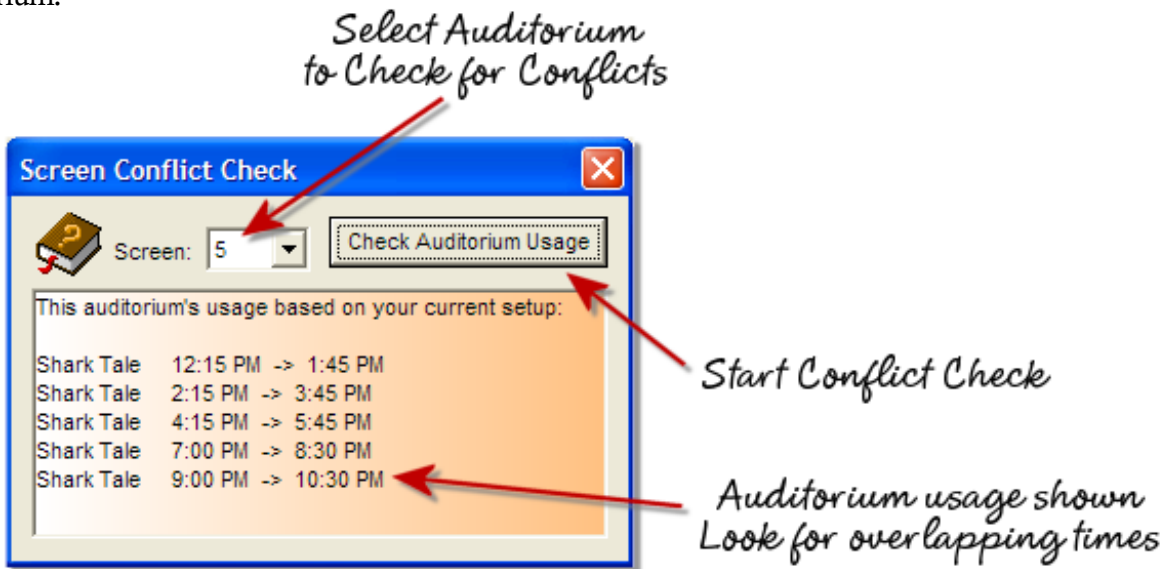 Select Auditorium
to Check for Conflicts
Screen Conflict Check
Screen: 5
Check Auditorium Usage
This auditorium's usage based on your current setup:
Shark Tale 12:15 PM -> 1:45 PM
Shark Tale 2:15 PM -> 3:45 PM
Shark Tale 4:15 PM -> 5:45 PM
Shark Tale 7:00 PM -> 8:30 PM
Shark Tale 9:00 PM -> 10:30 PM
Start Conflict Check
Auditorium usage shown
Look for overlapping times